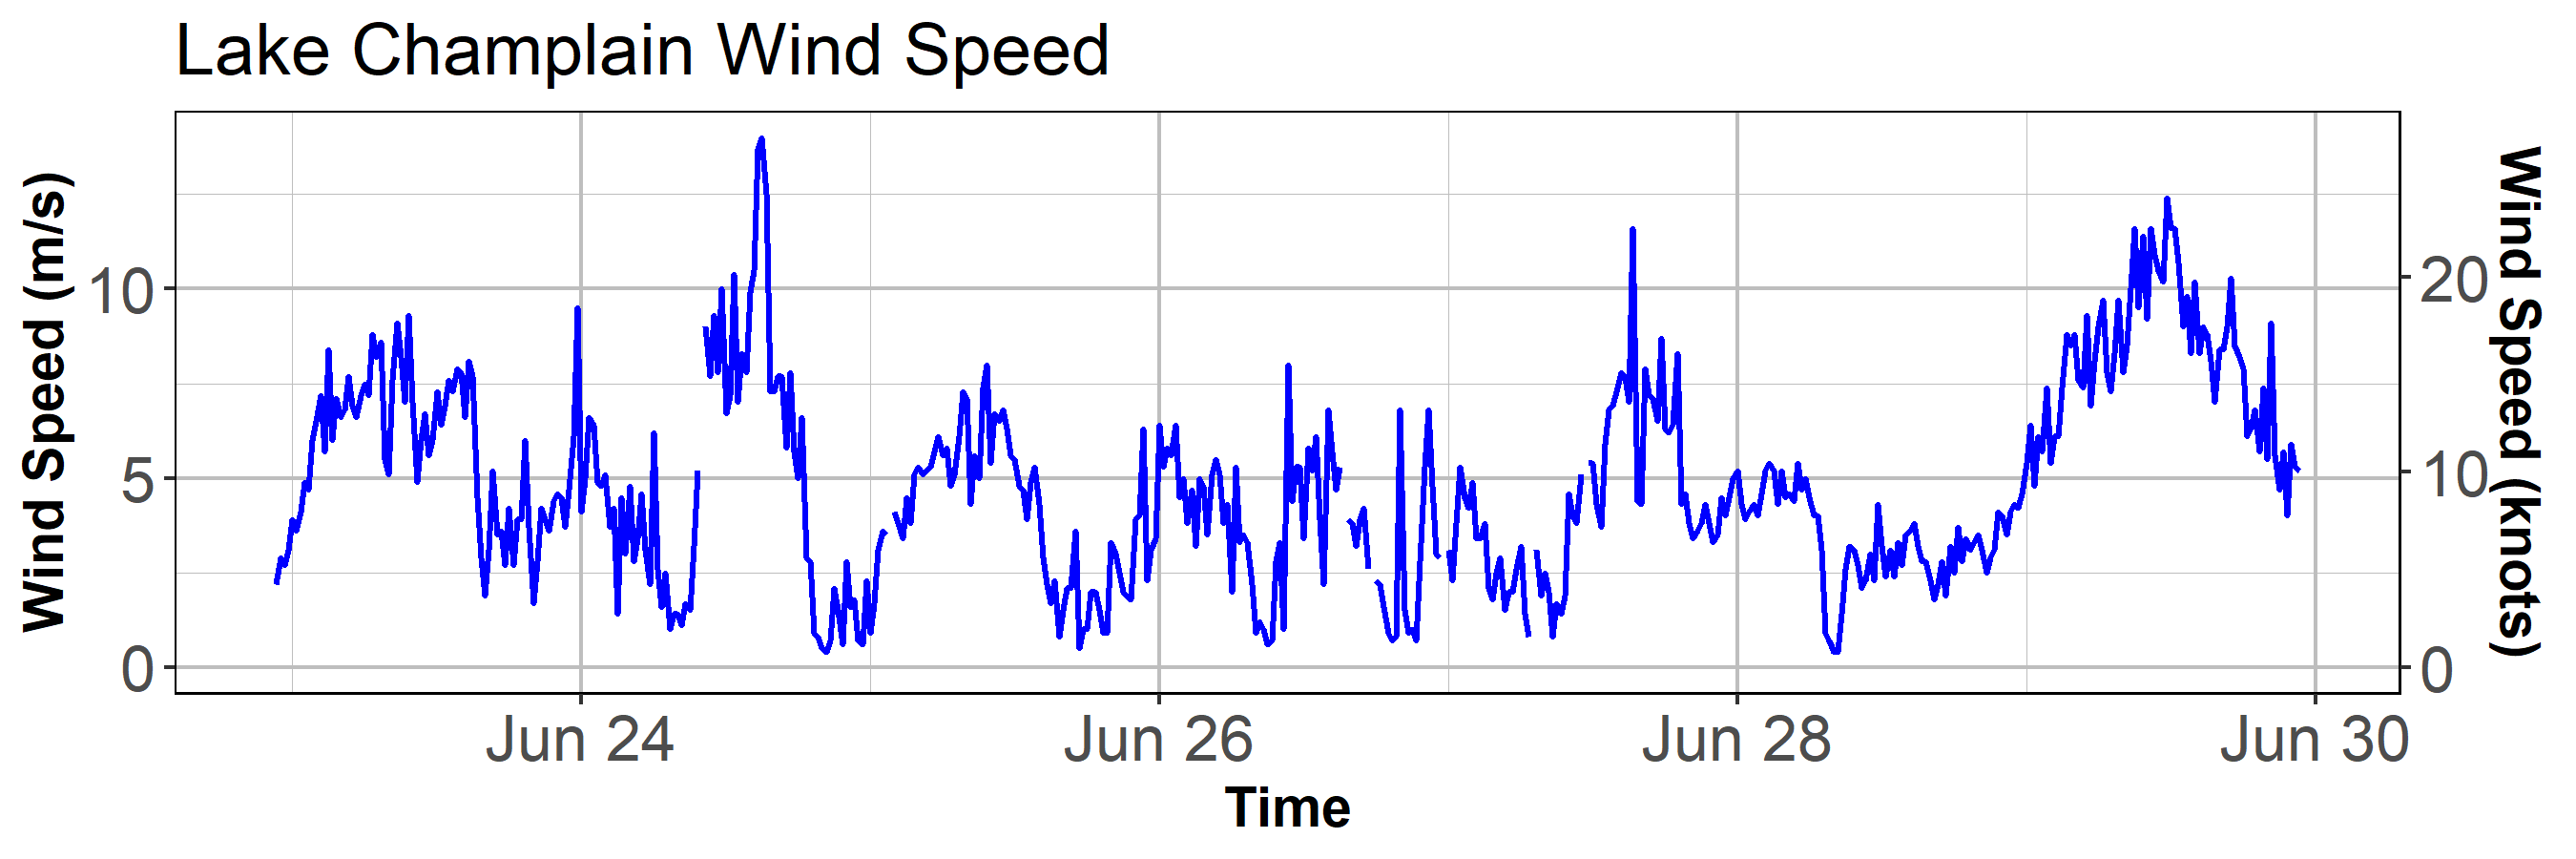 Lake Champlain Wind Speed
Wind Speed (m/s)
10
5
0
Wind Speed (knots)
20
10
0
Jun 24
Jun 26
Jun 28
Jun 30
Time